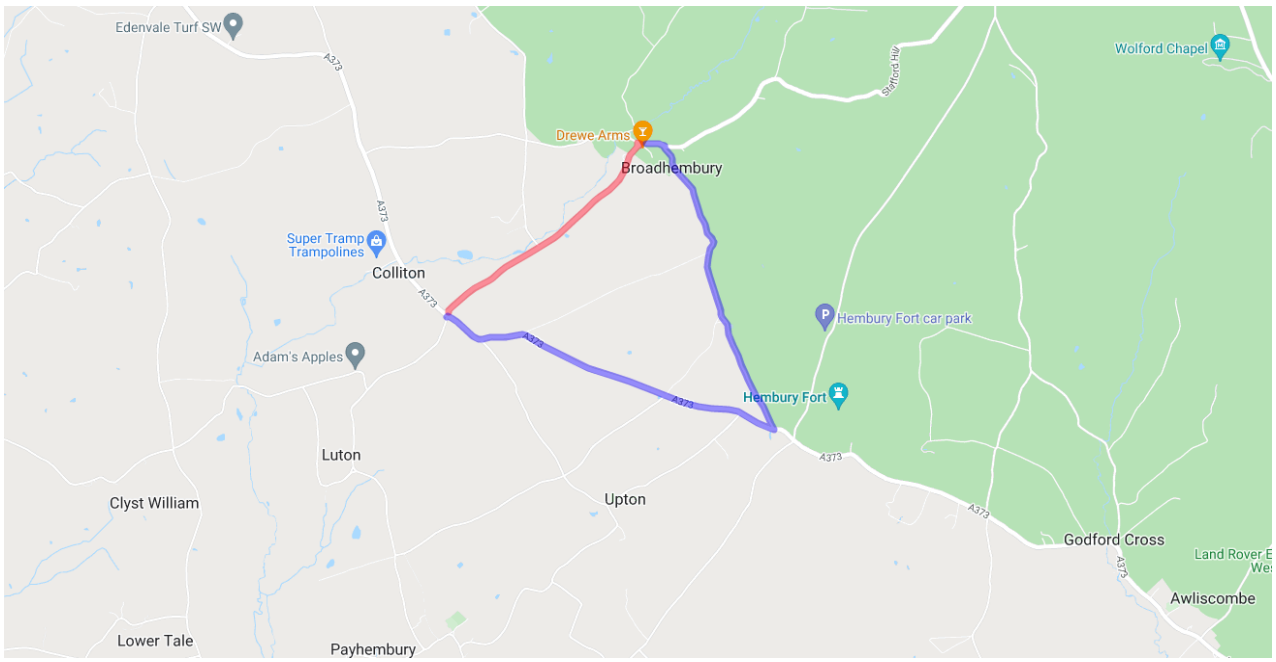 Edenvale Turf SW
A373
Stafford Hill
Wolford Chapel
Drewe Arms
Broadhembury
A373
Super Tramp
Trampolines
Colliton
A373
Hembury Fort car park
A373
Adam's Apples
Hembury Fort
A373
Luton
A373
Upton
Clyst William
A373
Godford Cross
Land Rover E
Wes
A373
Awliscombe
Lower Tale
Payhembury
P